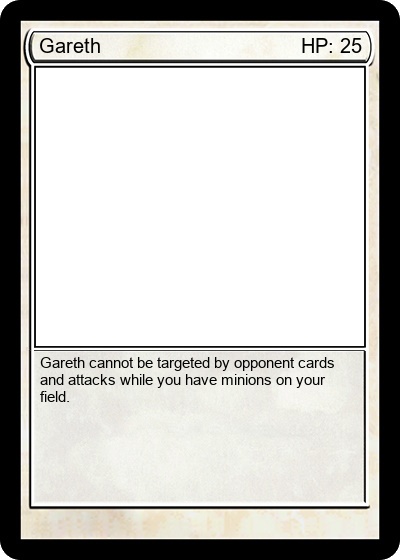 Gareth HP: 25
Gareth cannot be targeted by opponent cards
and attacks while you have minions on your
field.